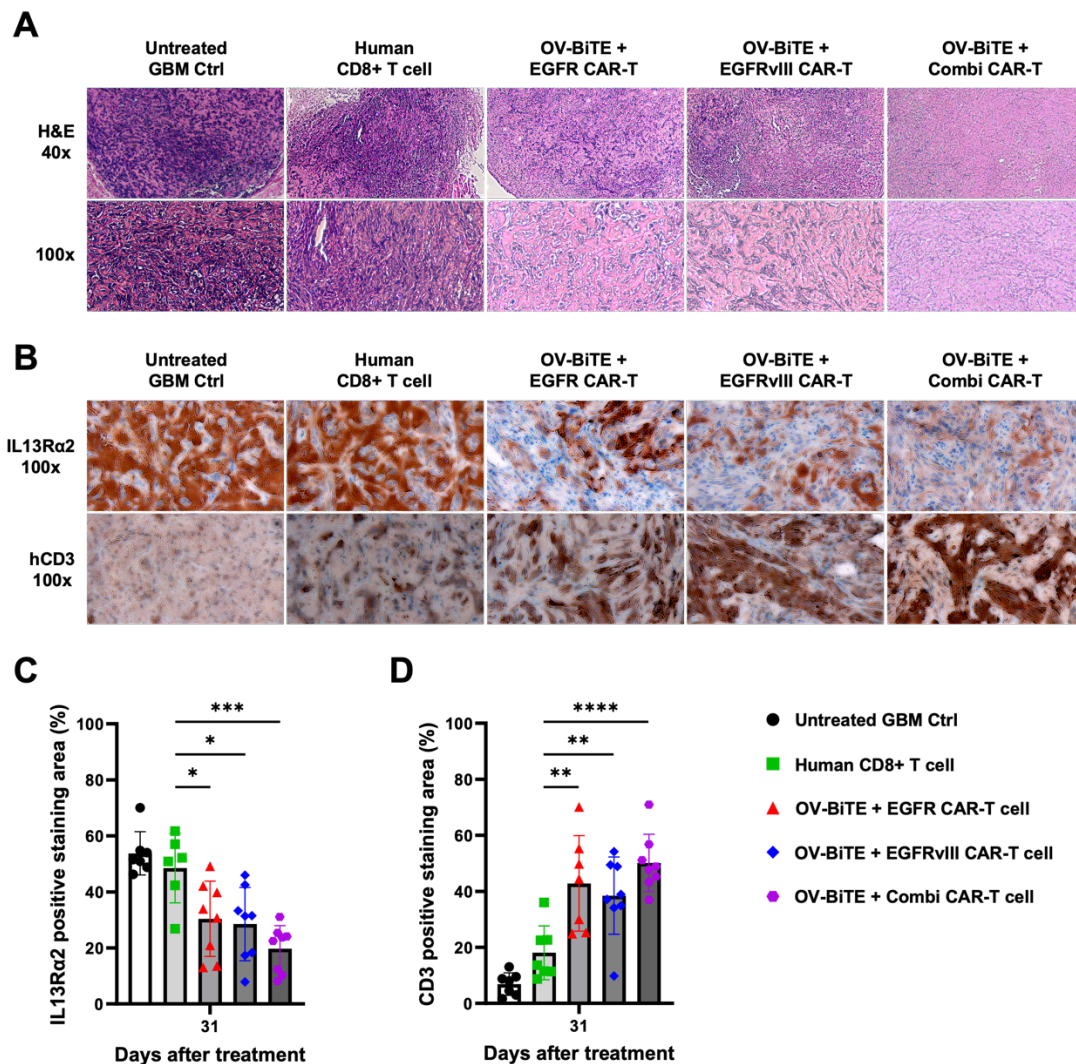 A
Untreated
GBM Ctrl
Human
CD8+ T cell
OV-BiTE +
EGFR CAR-T
OV-BiTE +
EGFRvIII CAR-T
OV-BiTE +
Combi CAR-T
H&E
40x
100x
B
Untreated
GBM Ctrl
Human
CD8+ T cell
OV-BiTE +
EGFR CAR-T
OV-BiTE +
EGFRvIII CAR-T
OV-BiTE +
Combi CAR-T
IL13Rα2
100x
hCD3
100x
C
IL13Rα2 positive staining area (%)
100
80
60
40
20
0
***
*
*
31
Days after treatment
D
CD3 positive staining area (%)
100
80
60
40
20
0
****
**
**
31
Days after treatment
Untreated GBM Ctrl
Human CD8+ T cell
OV-BiTE + EGFR CAR-T cell
OV-BiTE + EGFRvIII CAR-T cell
OV-BiTE + Combi CAR-T cell